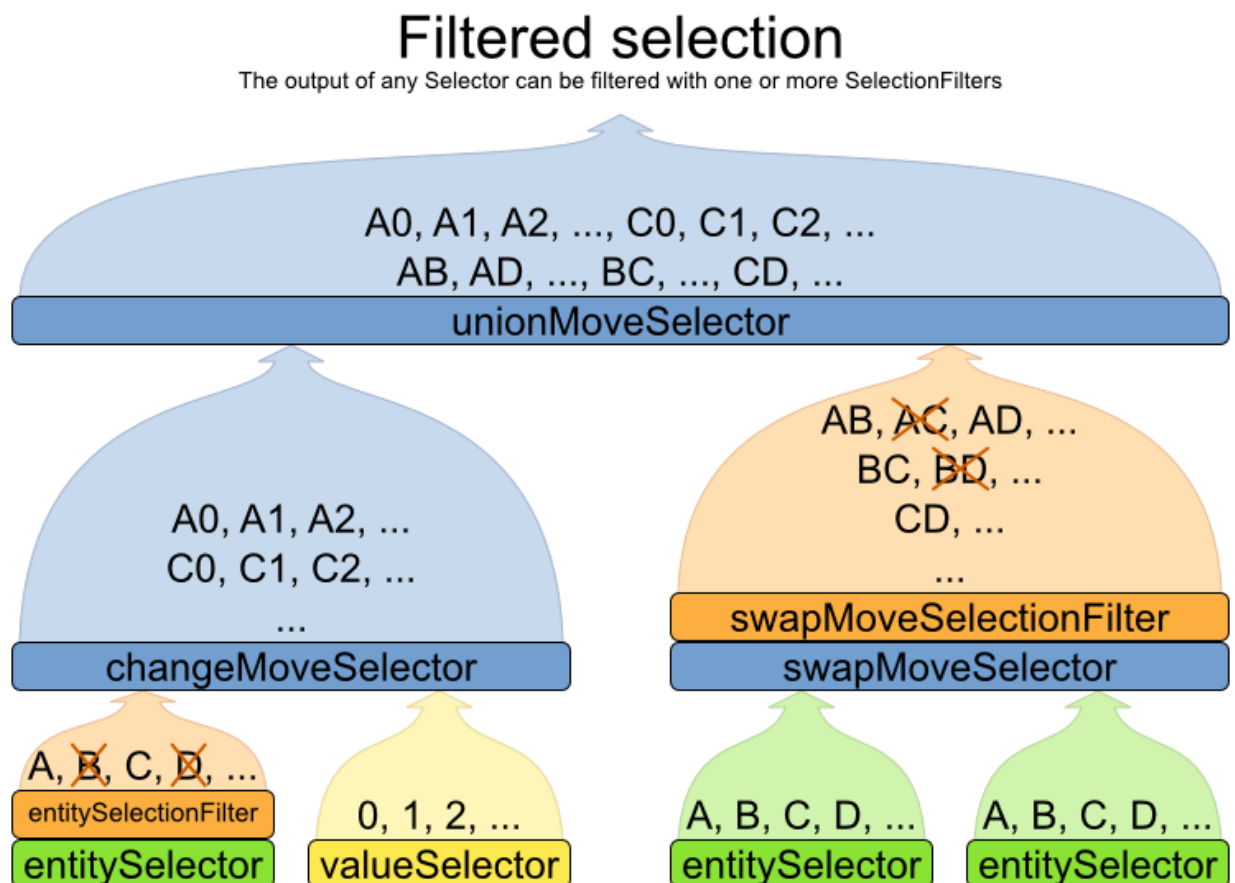 Filtered selection
The output of any Selector can be filtered with one or more SelectionFilters
A0, A1, A2, ..., C0, C1, C2, ...
AB, AD, ..., BC, ..., CD, ...
unionMoveSelector
A0, A1, A2, ...
C0, C1, C2, ...
...
changeMoveSelector
AB, AC, AD, ...
BC, BD, ...
CD, ...
...
swapMoveSelectionFilter
swapMoveSelector
A, B, C, D, ...
entitySelectionFilter
entitySelector
0, 1, 2, ...
valueSelector
A, B, C, D, ...
entitySelector
A, B, C, D, ...
entitySelector